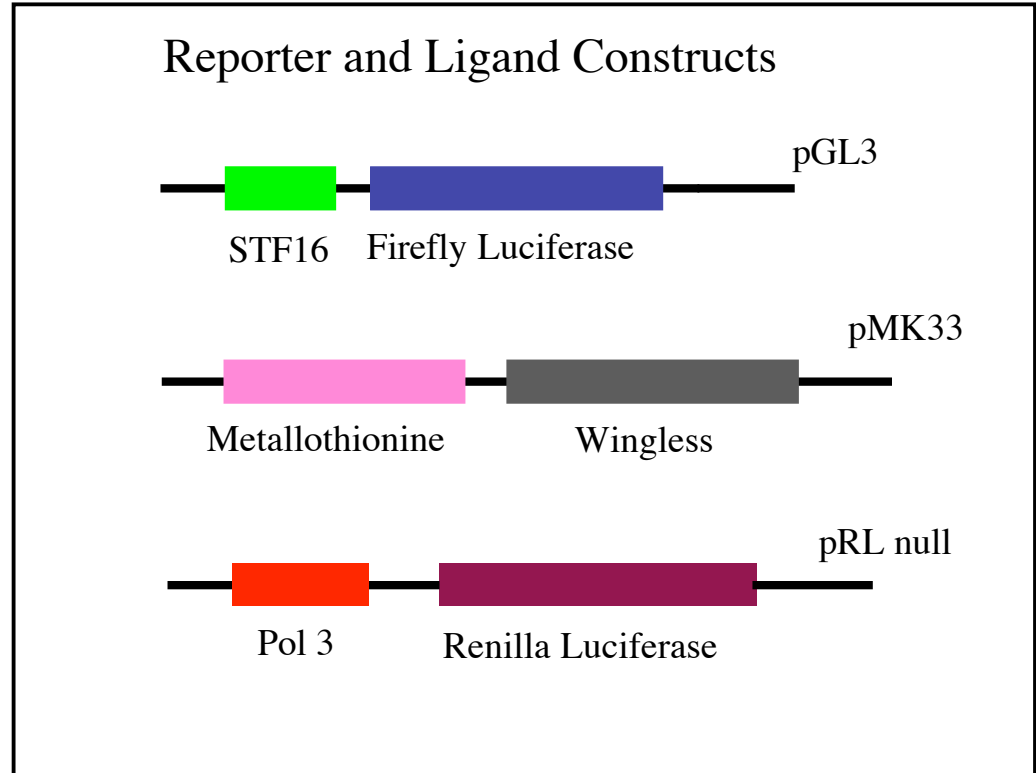 Reporter and Ligand Constructs
pGL3
STF16 Firefly Luciferase
pMK33
Metallothionine Wingless
pRL null
Pol 3 Renilla Luciferase